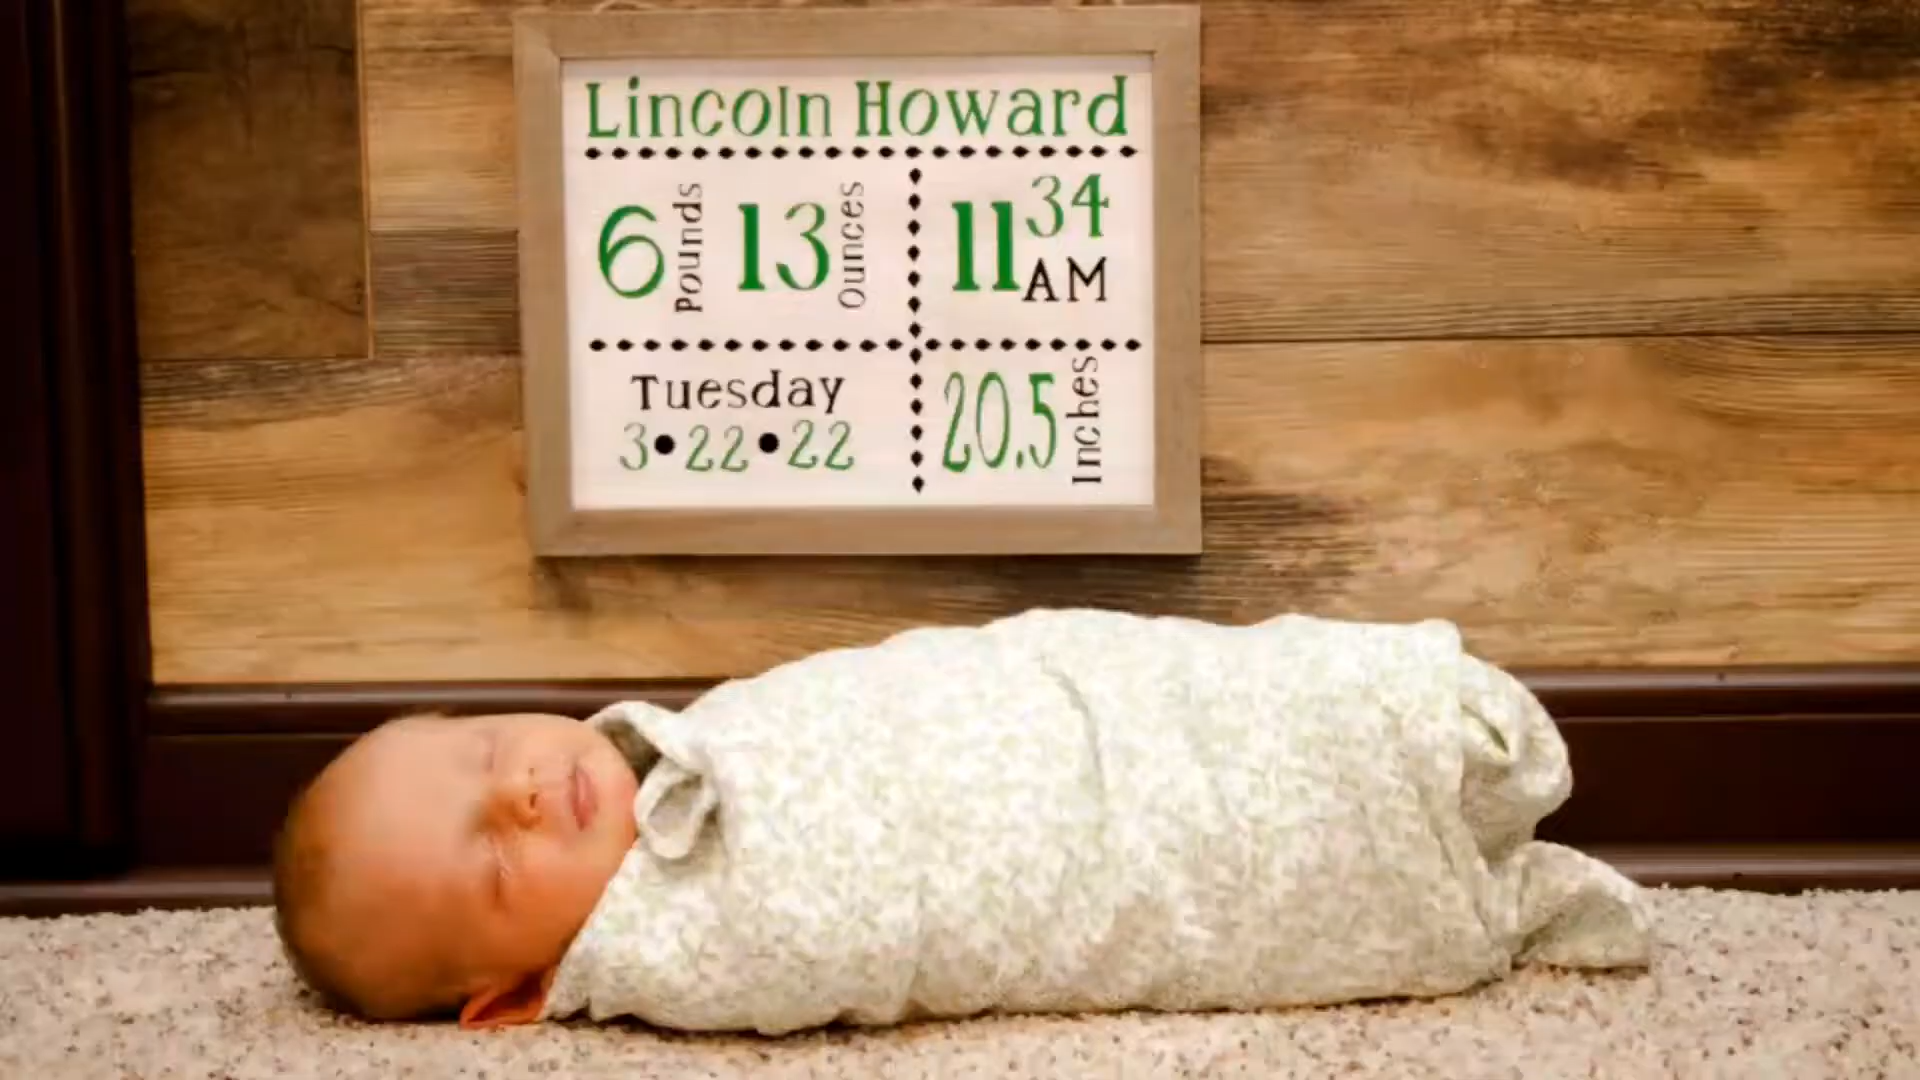 Lincoln Howard
6 Pounds 13 Ounces
11 34 AM
Tuesday
3•22•22
20.5 Inches